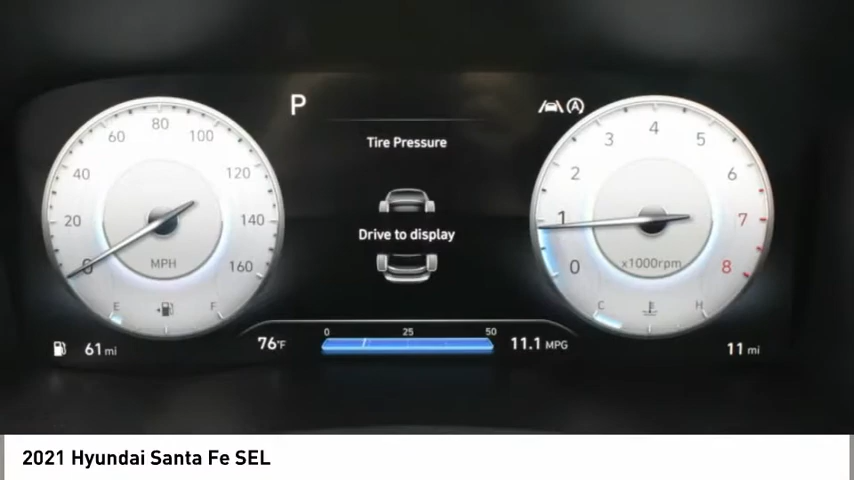 P
Tire Pressure
Drive to display
0 20 40 60 80 100 120 140 160
MPH
E F
61 mi
76°F
0 25 50
11.1 MPG
A
0 1 2 3 4 5 6 7 8
x1000rpm
C H
11 mi
2021 Hyundai Santa Fe SEL